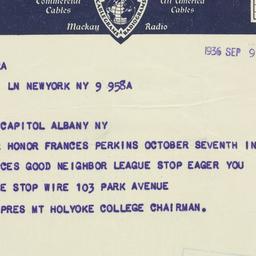 Commercial Cables
All America Cables
Mackay Radio
1936 SEP 9
RA
LN NEWYORK NY 9 958A
CAPITOL ALBANY NY
HONOR FRANCES PERKINS OCTOBER SEVENTH IN
CES GOOD NEIGHBOR LEAGUE STOP EAGER YOU
E STOP WIRE 103 PARK AVENUE
PRES MT HOLYOKE COLLEGE CHAIRMAN.